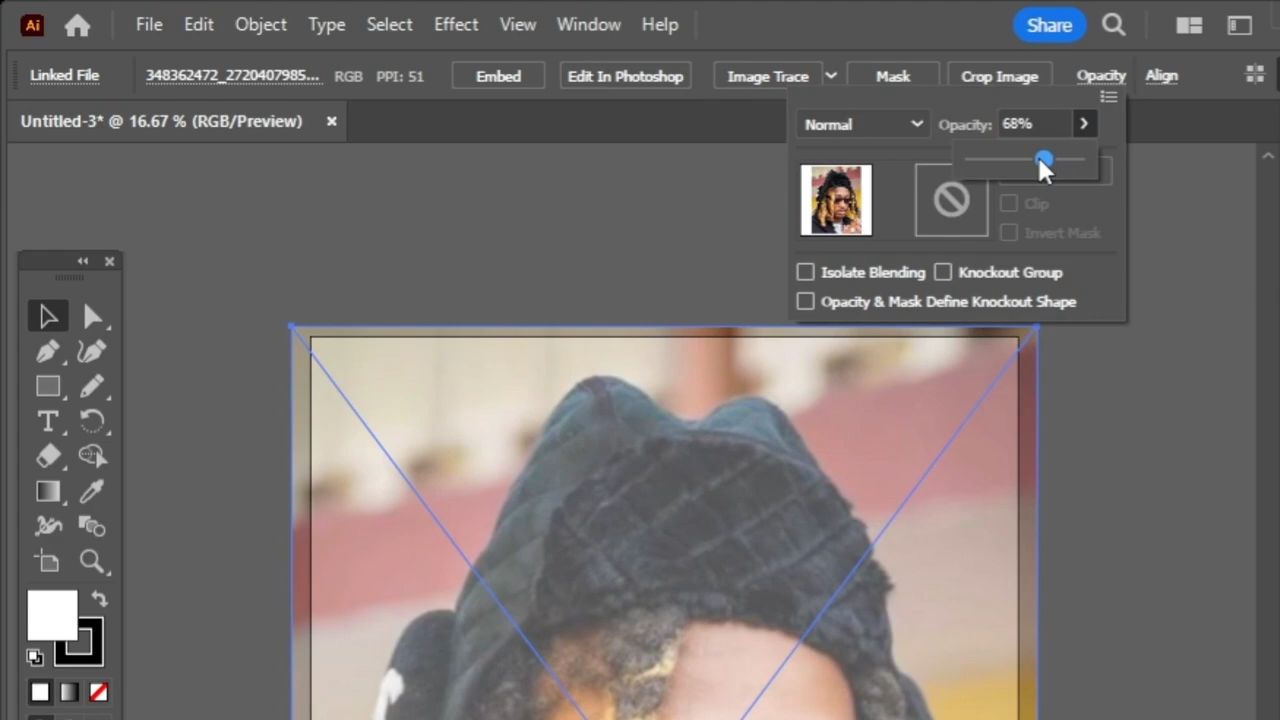 Ai File Edit Object Type Select Effect View Window Help Share
Linked File 348362472_2720407985... RGB PPI: 51 Embed Edit In Photoshop Image Trace Mask Crop Image Opacity Align
Untitled-3* @ 16.67 % (RGB/Preview) ×
Normal Opacity: 68%
Clip
Invert Mask
Isolate Blending Knockout Group
Opacity & Mask Define Knockout Shape